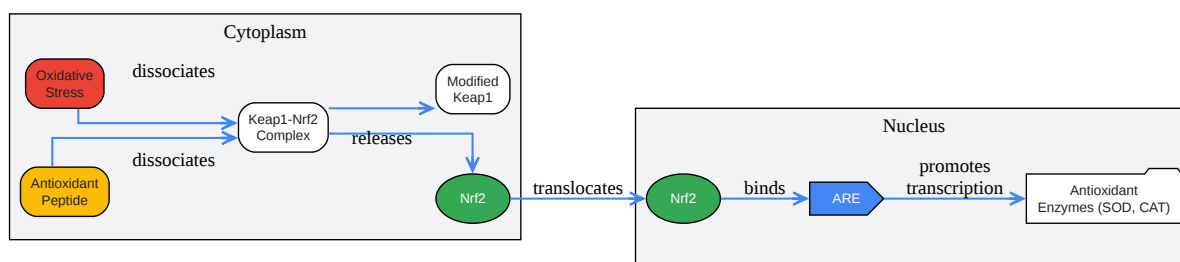 Cytoplasm
Oxidative
Stress
dissociates
Modified
Keap1
Keap1-Nrf2
Complex
releases
dissociates
Antioxidant
Peptide
Nrf2
translocates
Nucleus
Nrf2
binds
ARE
promotes
transcription
Antioxidant
Enzymes (SOD, CAT)